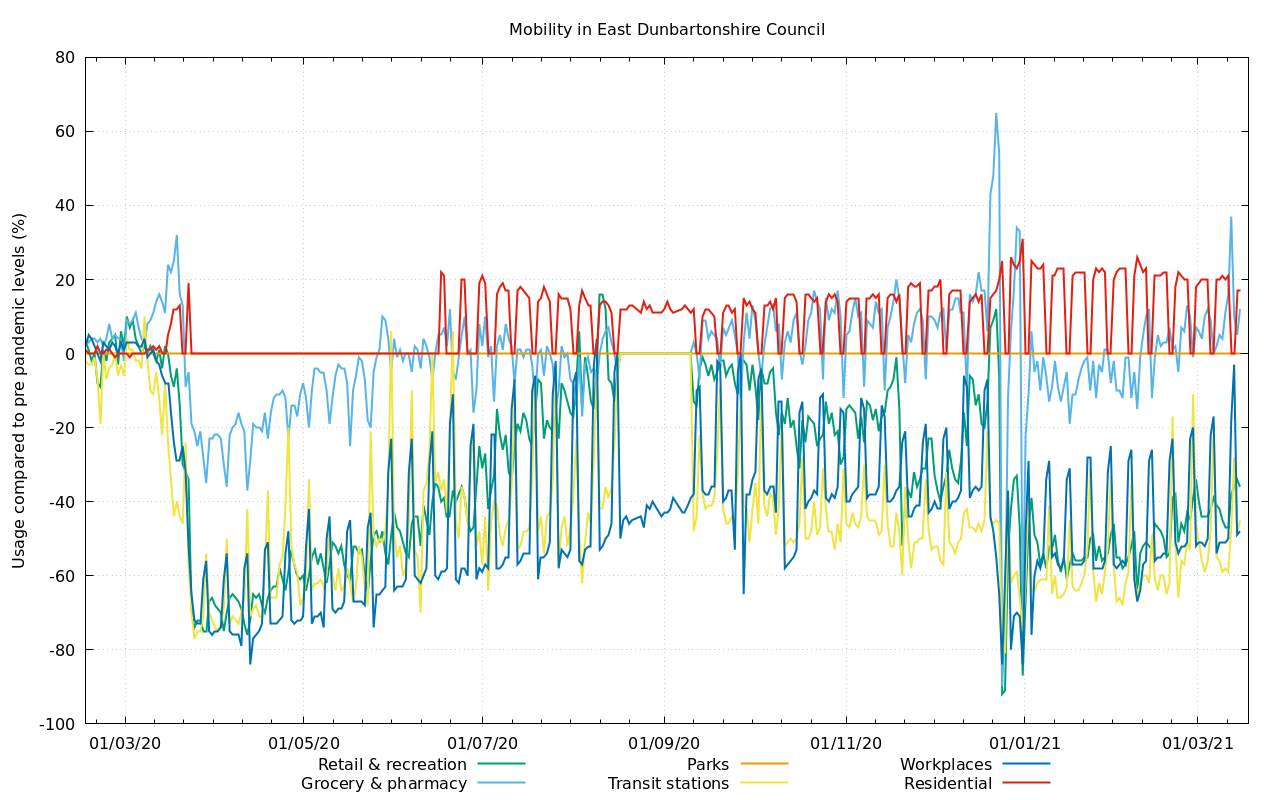 Mobility in East Dunbartonshire Council
Usage compared to pre pandemic levels (%)
80
60
40
20
0
-20
-40
-60
-80
-100
01/03/20 01/05/20 01/07/20 01/09/20 01/11/20 01/01/21 01/03/21
Retail & recreation Parks Workplaces
Grocery & pharmacy Transit stations Residential